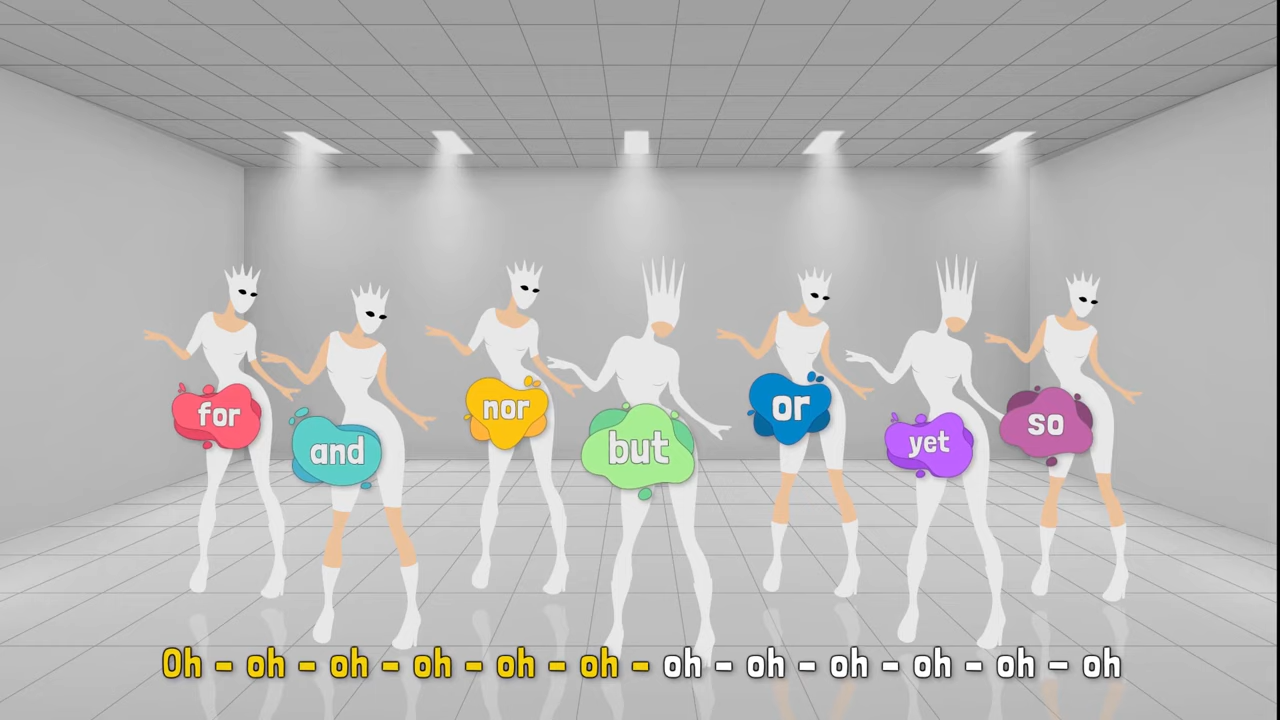 for
and
nor
but
or
yet
so
Oh – oh – oh – oh – oh – oh – oh – oh – oh – oh – oh – oh